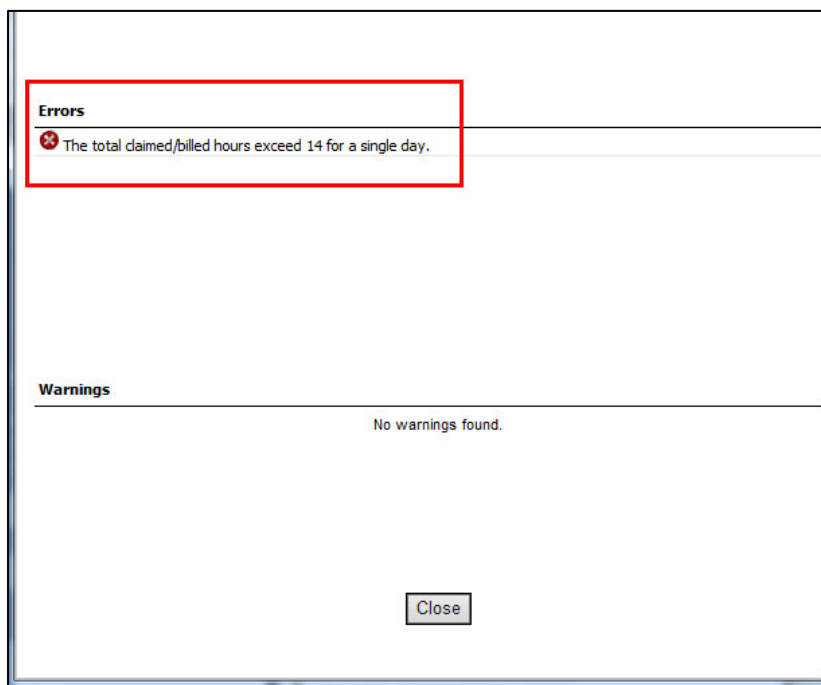 Errors
The total claimed/billed hours exceed 14 for a single day.
Warnings
No warnings found.
Close